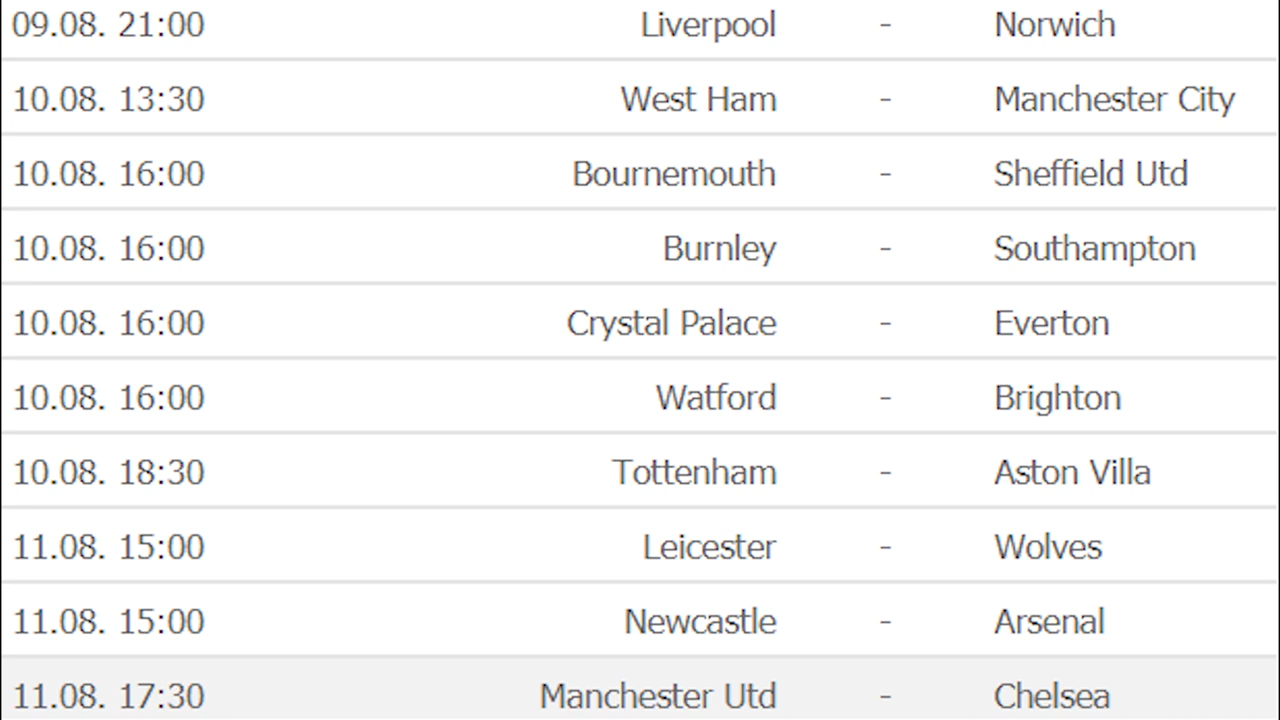 09.08. 21:00 Liverpool - Norwich
10.08. 13:30 West Ham - Manchester City
10.08. 16:00 Bournemouth - Sheffield Utd
10.08. 16:00 Burnley - Southampton
10.08. 16:00 Crystal Palace - Everton
10.08. 16:00 Watford - Brighton
10.08. 18:30 Tottenham - Aston Villa
11.08. 15:00 Leicester - Wolves
11.08. 15:00 Newcastle - Arsenal
11.08. 17:30 Manchester Utd - Chelsea